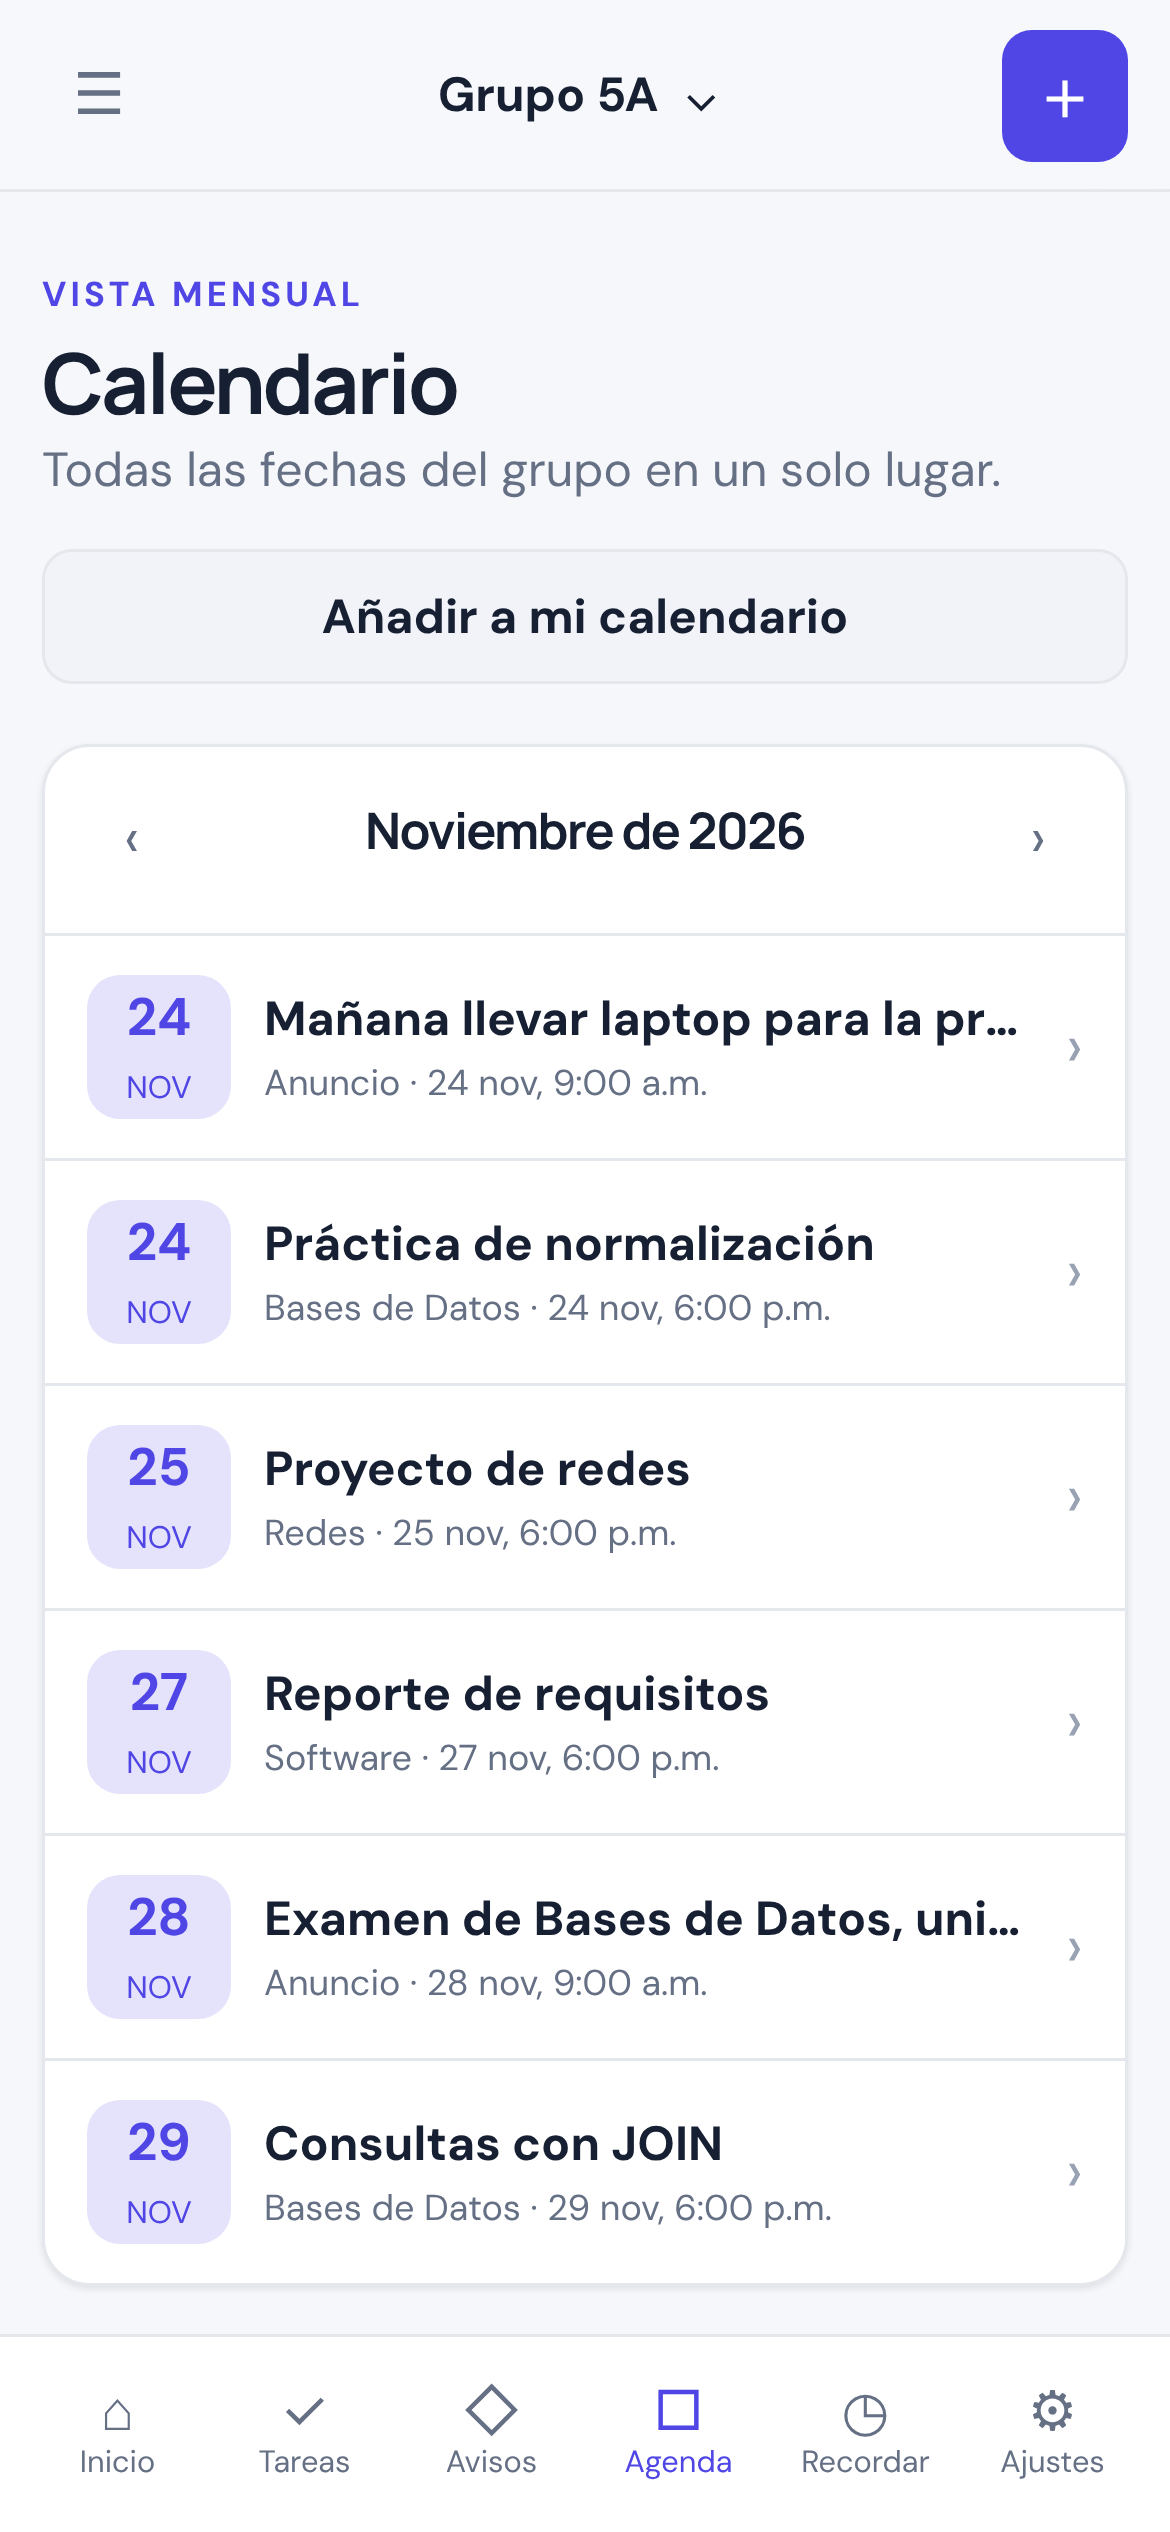 Grupo 5A
VISTA MENSUAL
Calendario
Todas las fechas del grupo en un solo lugar.
Añadir a mi calendario
Noviembre de 2026
24
NOV
Mañana llevar laptop para la pr...
Anuncio · 24 nov, 9:00 a.m.
24
NOV
Práctica de normalización
Bases de Datos · 24 nov, 6:00 p.m.
25
NOV
Proyecto de redes
Redes · 25 nov, 6:00 p.m.
27
NOV
Reporte de requisitos
Software · 27 nov, 6:00 p.m.
28
NOV
Examen de Bases de Datos, uni...
Anuncio · 28 nov, 9:00 a.m.
29
NOV
Consultas con JOIN
Bases de Datos · 29 nov, 6:00 p.m.
Inicio
Tareas
Avisos
Agenda
Recordar
Ajustes